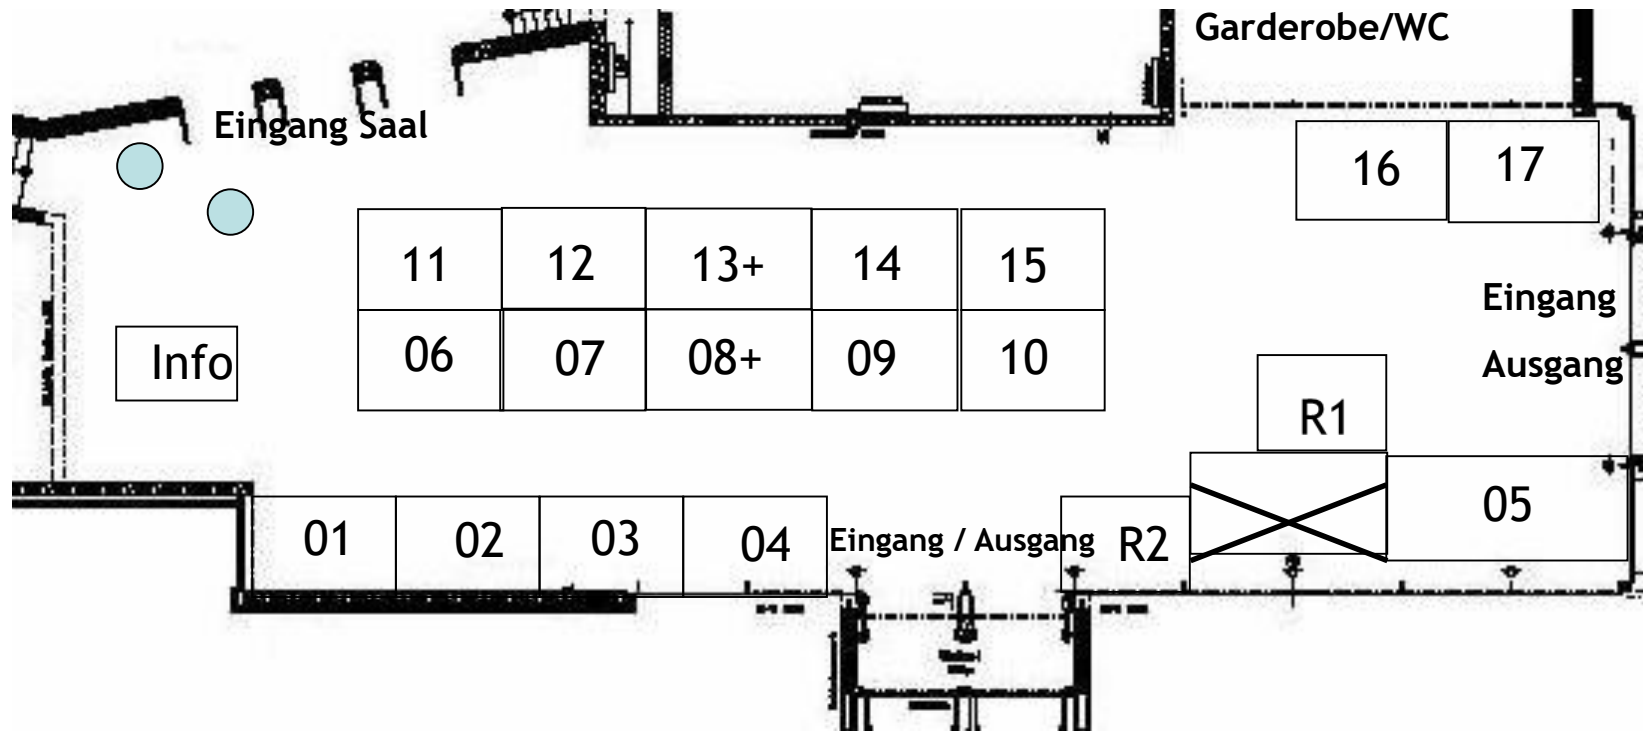 Garderobe/WC
Eingang Saal
16 17
11 12 13+ 14 15
Eingang
Info 06 07 08+ 09 10
Ausgang
R1
01 02 03 04 Eingang / Ausgang R2 05